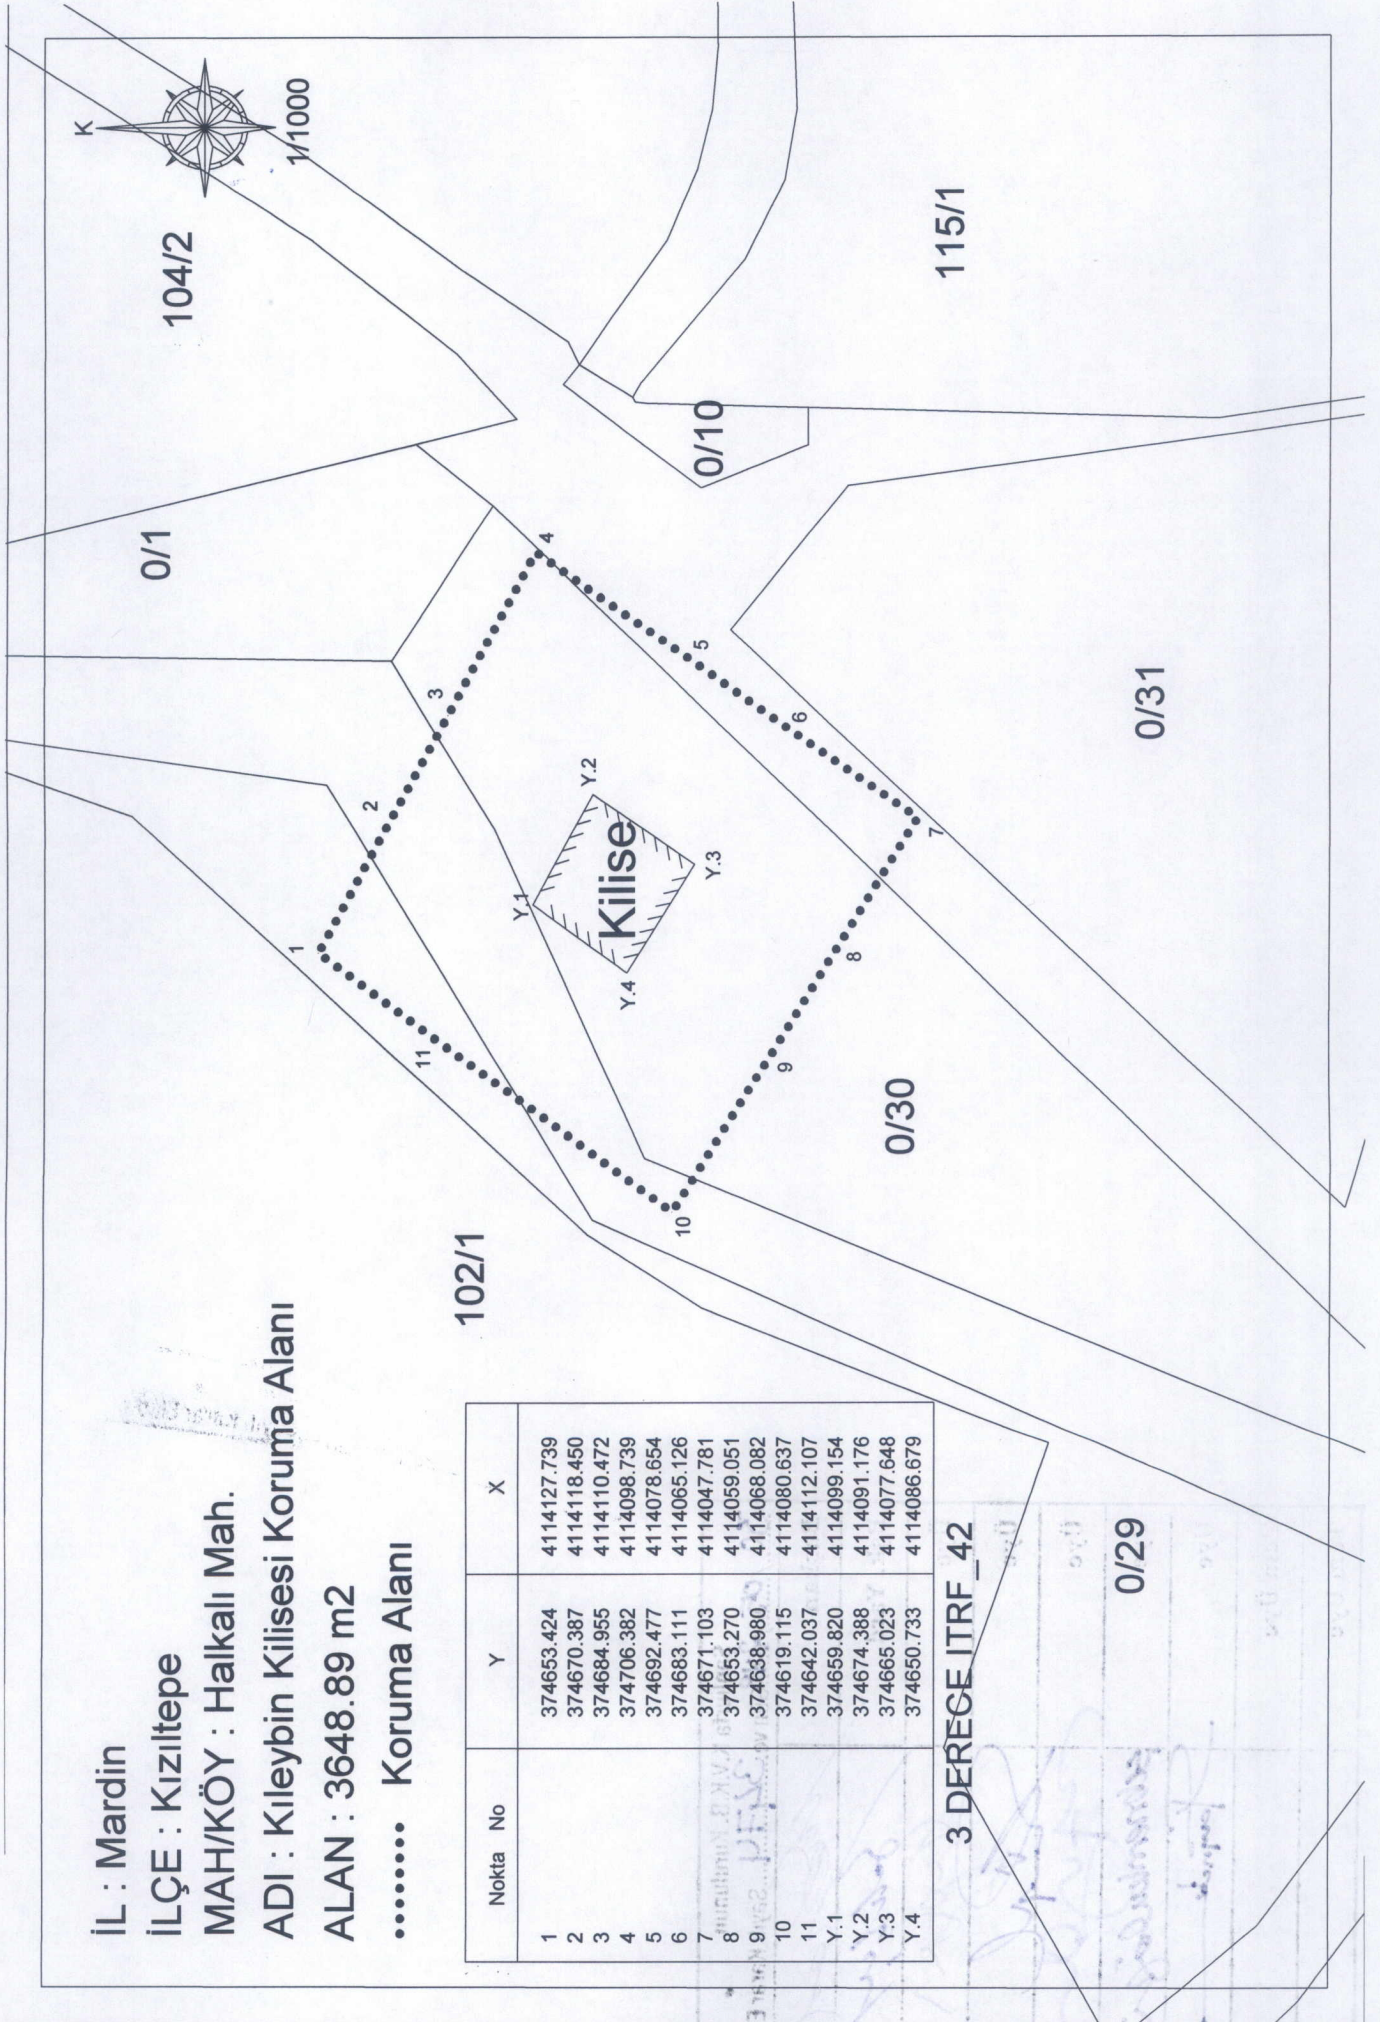 İL : Mardin
İLÇE : Kızıltepe
MAH/KÖY : Halkalı Mah.
ADI : Kıleybin Kilisesi Koruma Alanı
ALAN : 3648.89 m2
......... Koruma Alanı
Nokta No Y X
1 374653.424 4114127.739
2 374670.387 4114118.450
3 374684.955 4114110.472
4 374706.382 4114098.739
5 374692.477 4114078.654
6 374683.111 4114065.126
7 374671.103 4114047.781
8 374653.270 4114059.051
9 374638.980 4114068.082
10 374619.115 4114080.637
11 374642.037 4114112.107
Y.1 374659.820 4114099.154
Y.2 374674.388 4114091.176
Y.3 374665.023 4114077.648
Y.4 374650.733 4114086.679
3 DERECE ITRF_42
K
1/1000
104/2
0/1
102/1
0/10
115/1
0/31
0/30
0/29
1
2
3
4
5
6
7
8
9
10
11
Y.1
Y.2
Y.3
Y.4
Kilise